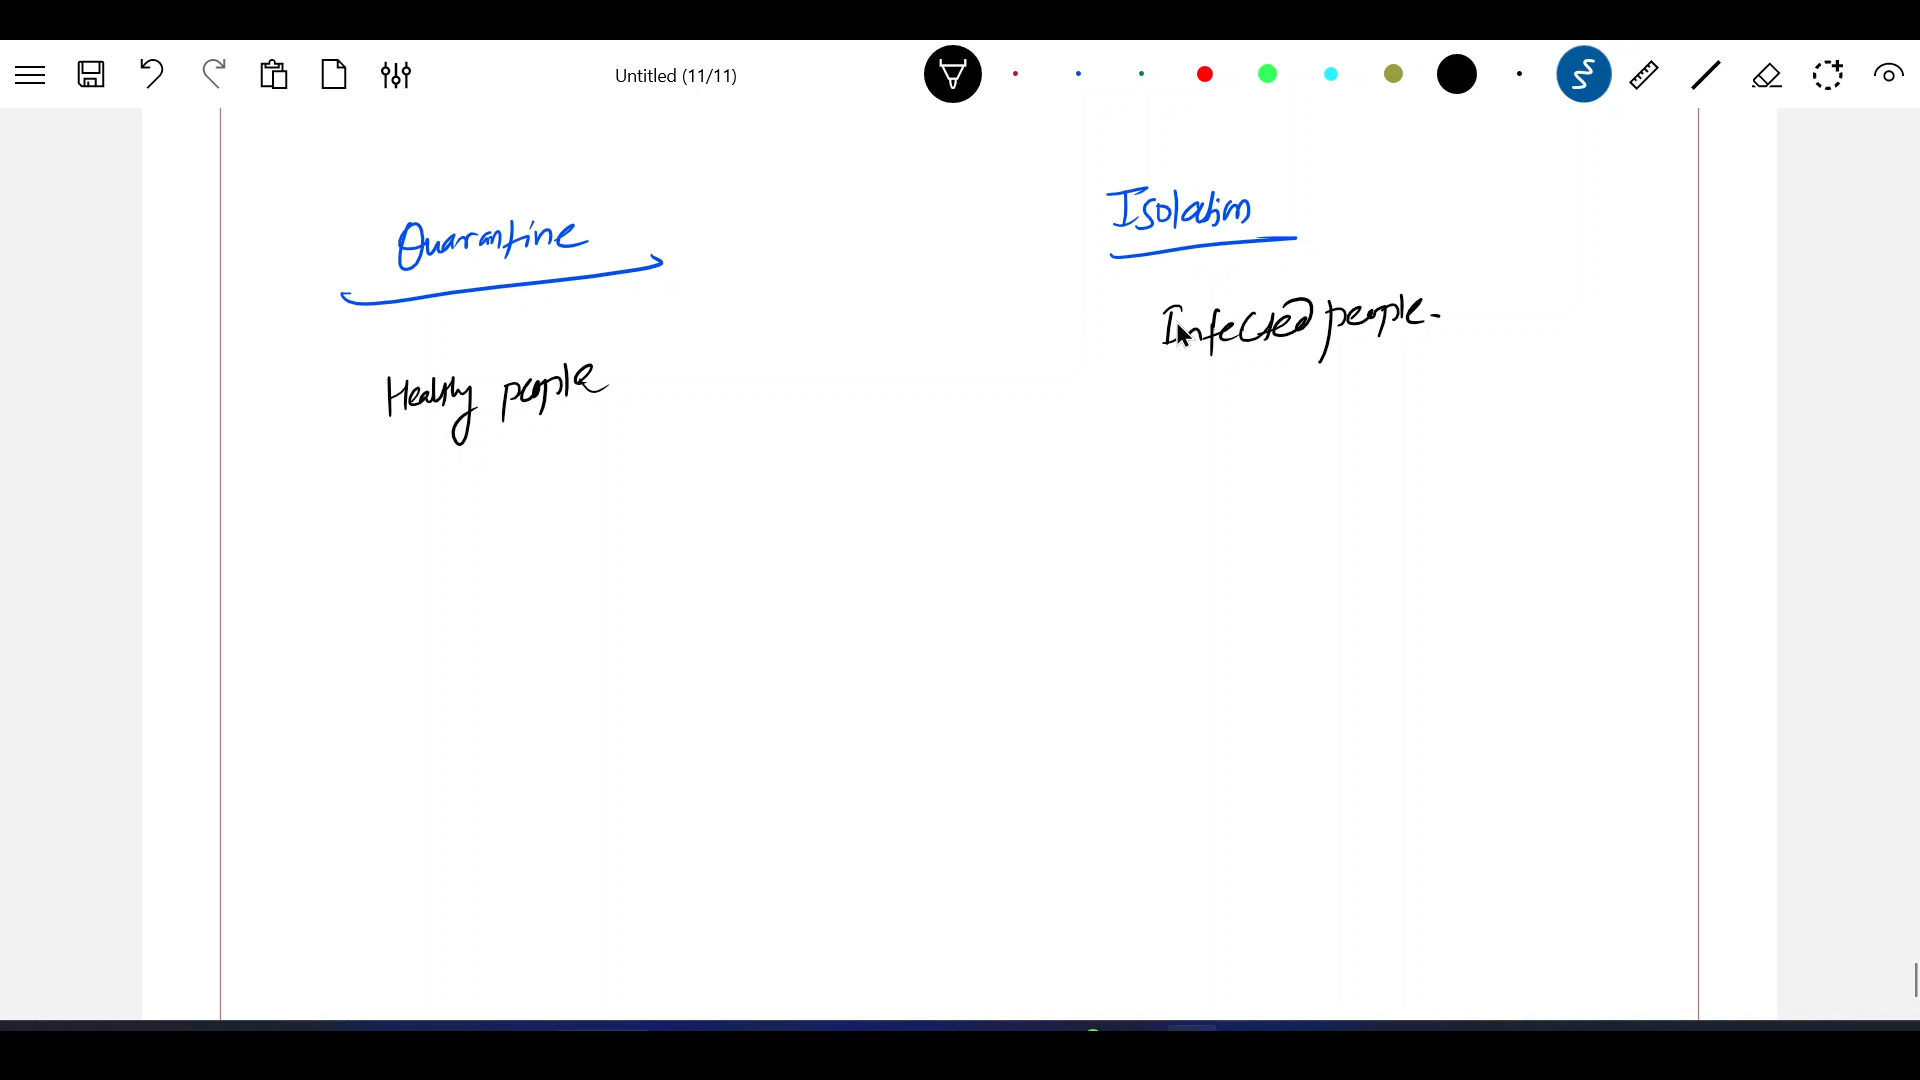 Untitled (11/11)
Quarantine
Healthy people
Isolation
Infected people.